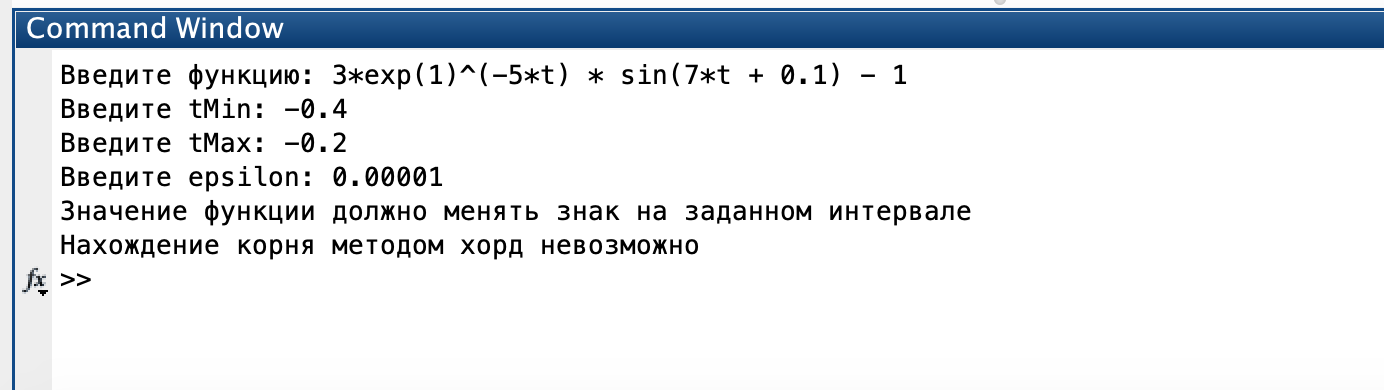 Command Window
Введите функцию: 3*exp(1)^(-5*t) * sin(7*t + 0.1) - 1
Введите tMin: -0.4
Введите tMax: -0.2
Введите epsilon: 0.00001
Значение функции должно менять знак на заданном интервале
Нахождение корня методом хорд невозможно
fx >>